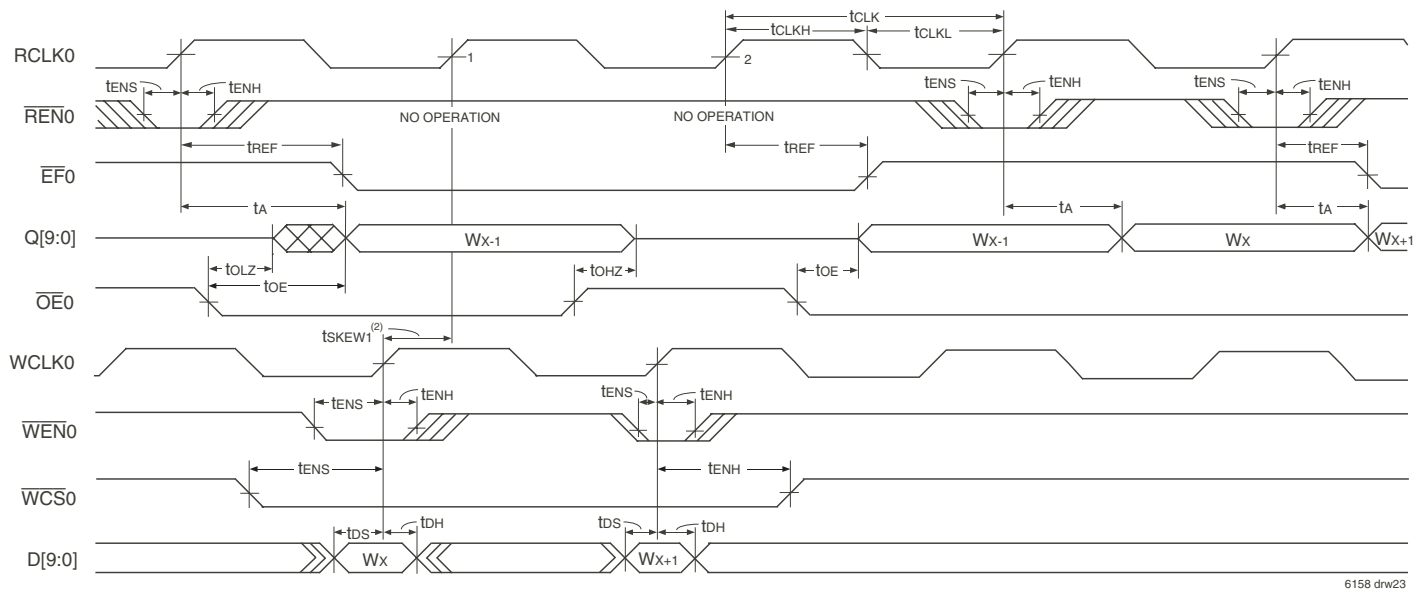 tCLK
tCLKH tCLKL
RCLK0 1 2
tENS tENH tENS tENH tENS tENH
REN0 NO OPERATION NO OPERATION
tREF tREF tREF
EF0
tA tA tA
Q[9:0] WX-1 WX-1 WX WX+1
tOLZ tOHZ tOE
tOE
OE0
tSKEW1(2)
WCLK0
tENS tENH tENS tENH
WEN0
tENS tENH
WCS0
tDS tDH tDS tDH
D[9:0] WX WX+1
6158 drw23